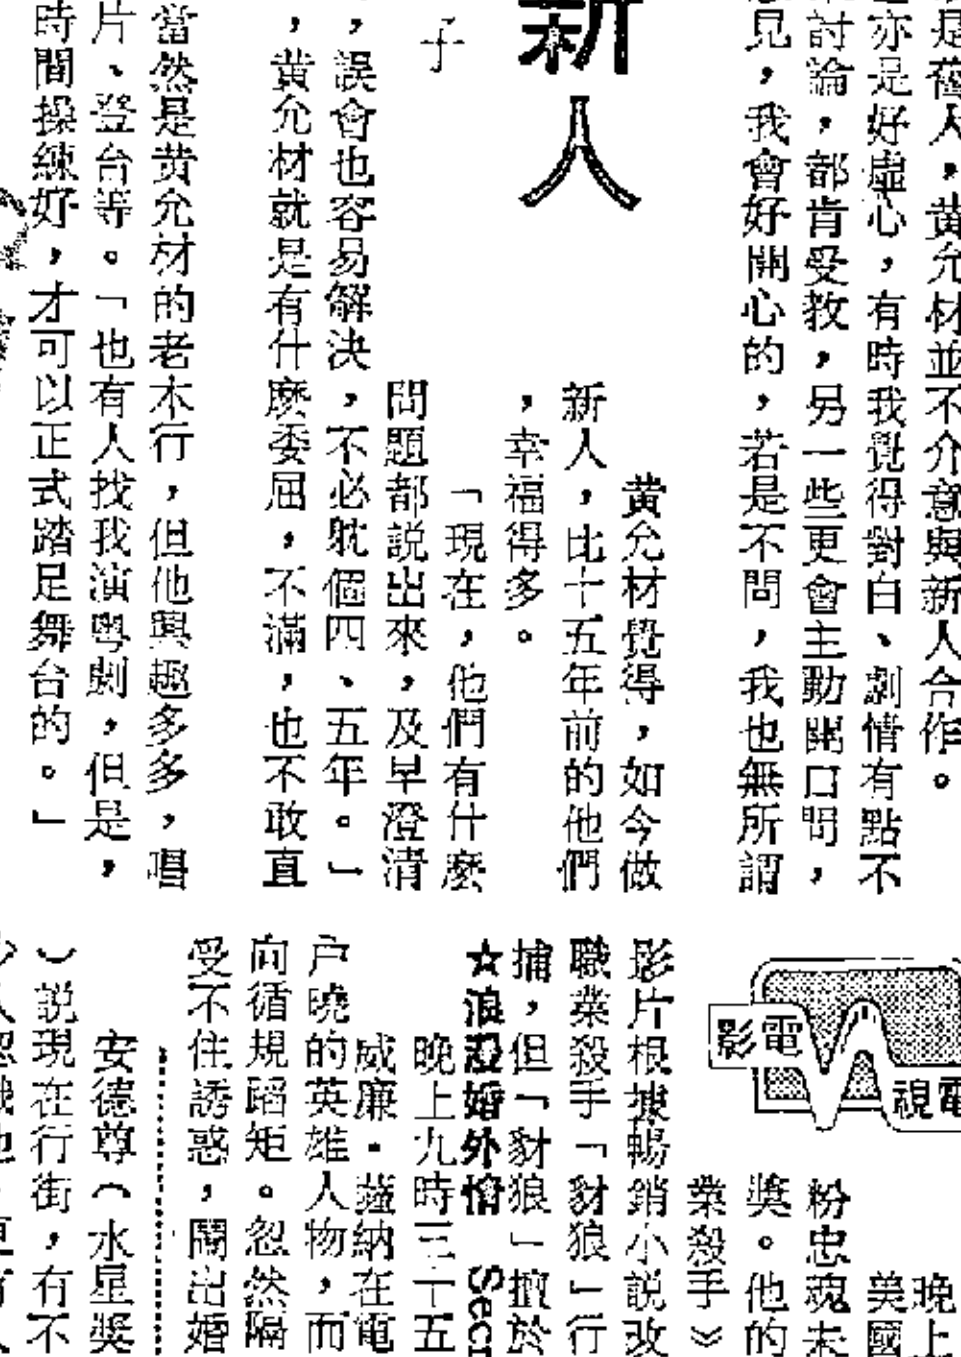 是舊人，黃允材並不介意與新人合作。
亦是好虛心，有時我覺得對白、劇情有點不
討論，都肯受教，另一些更會主動開口問，
見，我會好開心的，若是不問，我也無所謂
新人
子
黃允材覺得，如今做
新人，比十五年前的他們
，幸福得多。
「現在，他們有什麼
問題都説出來，及早澄清
，誤會也容易解決，不必躭個四、五年。」
，黃允材就是有什麼委屈，不滿，也不敢直
當然是黃允材的老本行，但他興趣多多，唱
片、登台等。「也有人找我演粵劇，但是，
時間操練好，才可以正式踏足舞台的。」
電影
電視
晚上
美國
粉忠魂未
獎。他的
業殺手》
影片根據暢銷小説改
職業殺手「豺狼」行
捕，但「豺狼」擅於
☆浪漫婚外情 Secr
晚上九時三十五
威廉·薩納在電
户曉的英雄人物，而
向循規蹈矩。忽然隔
受不住誘惑，鬧出婚
安德尊（水星獎
）説現在行街，有不